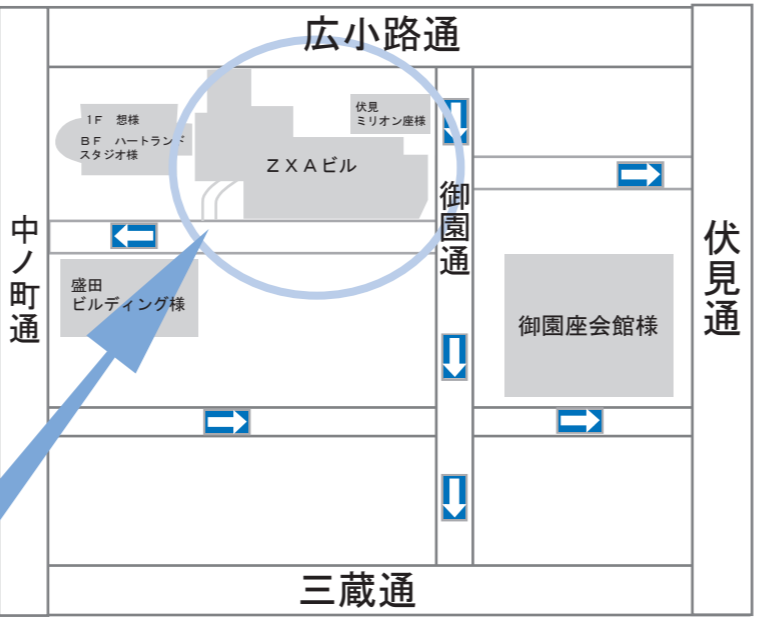 広小路通
1F 想様
BF ハートランド
スタジオ様
伏見
ミリオン座様
ZXAビル
御園通
中ノ町通
伏見通
盛田
ビルディング様
御園座会館様
三蔵通